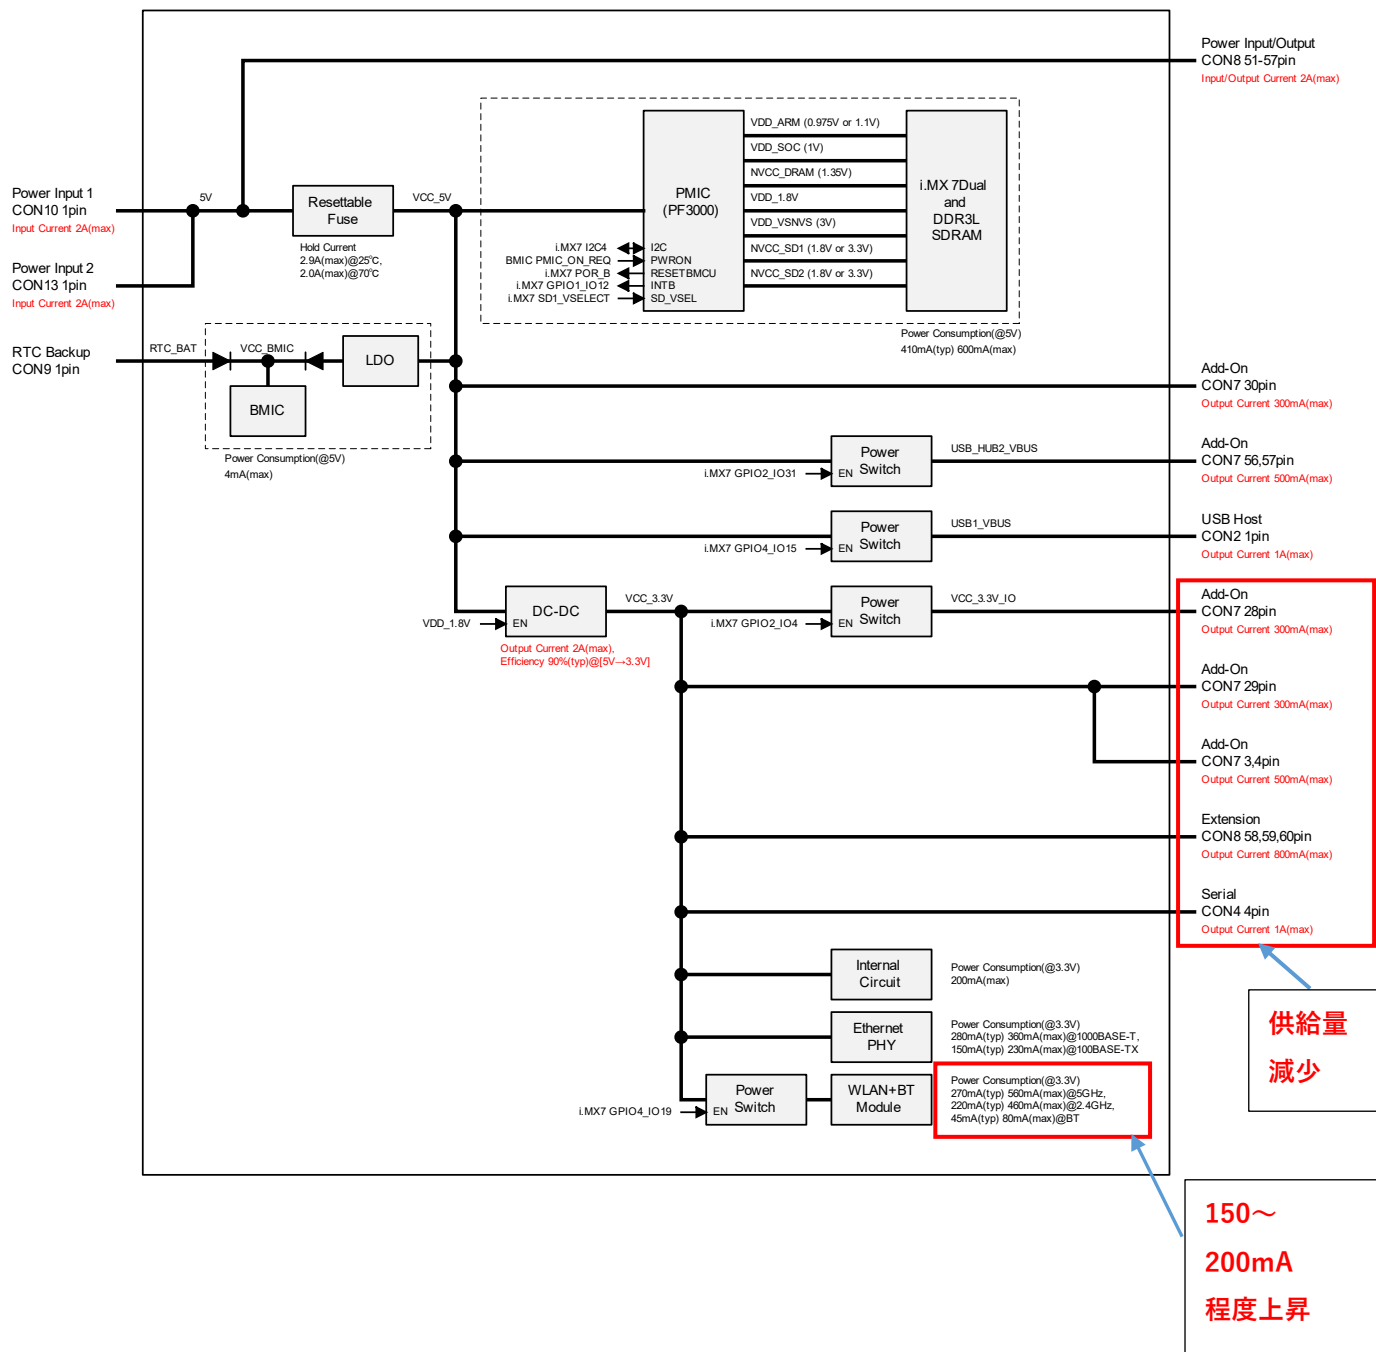 Power Input/Output
CON8 51-57pin
Input/Output Current 2A(max)
Power Input 1
CON10 1pin
Input Current 2A(max)
5V
Resettable
Fuse
Hold Current
2.9A(max)@25℃,
2.0A(max)@70℃
VCC_5V
Power Input 2
CON13 1pin
Input Current 2A(max)
PMIC
(PF3000)
i.MX7 I2C4
I2C
BMIC PMIC_ON_REQ
PWRON
i.MX7 POR_B
RESETBMCU
i.MX7 GPIO1_IO12
INTB
i.MX7 SD1_VSELECT
SD_VSEL
VDD_ARM (0.975V or 1.1V)
VDD_SOC (1V)
NVCC_DRAM (1.35V)
VDD_1.8V
VDD_VSNVS (3V)
NVCC_SD1 (1.8V or 3.3V)
NVCC_SD2 (1.8V or 3.3V)
i.MX 7Dual
and
DDR3L
SDRAM
Power Consumption(@5V)
410mA(typ) 600mA(max)
RTC Backup
CON9 1pin
RTC_BAT
VCC_BMIC
LDO
BMIC
Power Consumption(@5V)
4mA(max)
Add-On
CON7 30pin
Output Current 300mA(max)
i.MX7 GPIO2_IO31
Power
Switch
EN
USB_HUB2_VBUS
Add-On
CON7 56,57pin
Output Current 500mA(max)
i.MX7 GPIO4_IO15
Power
Switch
EN
USB1_VBUS
USB Host
CON2 1pin
Output Current 1A(max)
VDD_1.8V
DC-DC
EN
Output Current 2A(max),
Efficiency 90%(typ)@[5V→3.3V]
VCC_3.3V
i.MX7 GPIO2_IO4
Power
Switch
EN
VCC_3.3V_IO
Add-On
CON7 28pin
Output Current 300mA(max)
Add-On
CON7 29pin
Output Current 300mA(max)
Add-On
CON7 3,4pin
Output Current 500mA(max)
Extension
CON8 58,59,60pin
Output Current 800mA(max)
Serial
CON4 4pin
Output Current 1A(max)
Internal
Circuit
Power Consumption(@3.3V)
200mA(max)
Ethernet
PHY
Power Consumption(@3.3V)
280mA(typ) 360mA(max)@1000BASE-T,
150mA(typ) 230mA(max)@100BASE-TX
i.MX7 GPIO4_IO19
Power
Switch
EN
WLAN+BT
Module
Power Consumption(@3.3V)
270mA(typ) 560mA(max)@5GHz,
220mA(typ) 460mA(max)@2.4GHz,
45mA(typ) 80mA(max)@BT
供給量
減少
150～
200mA
程度上昇